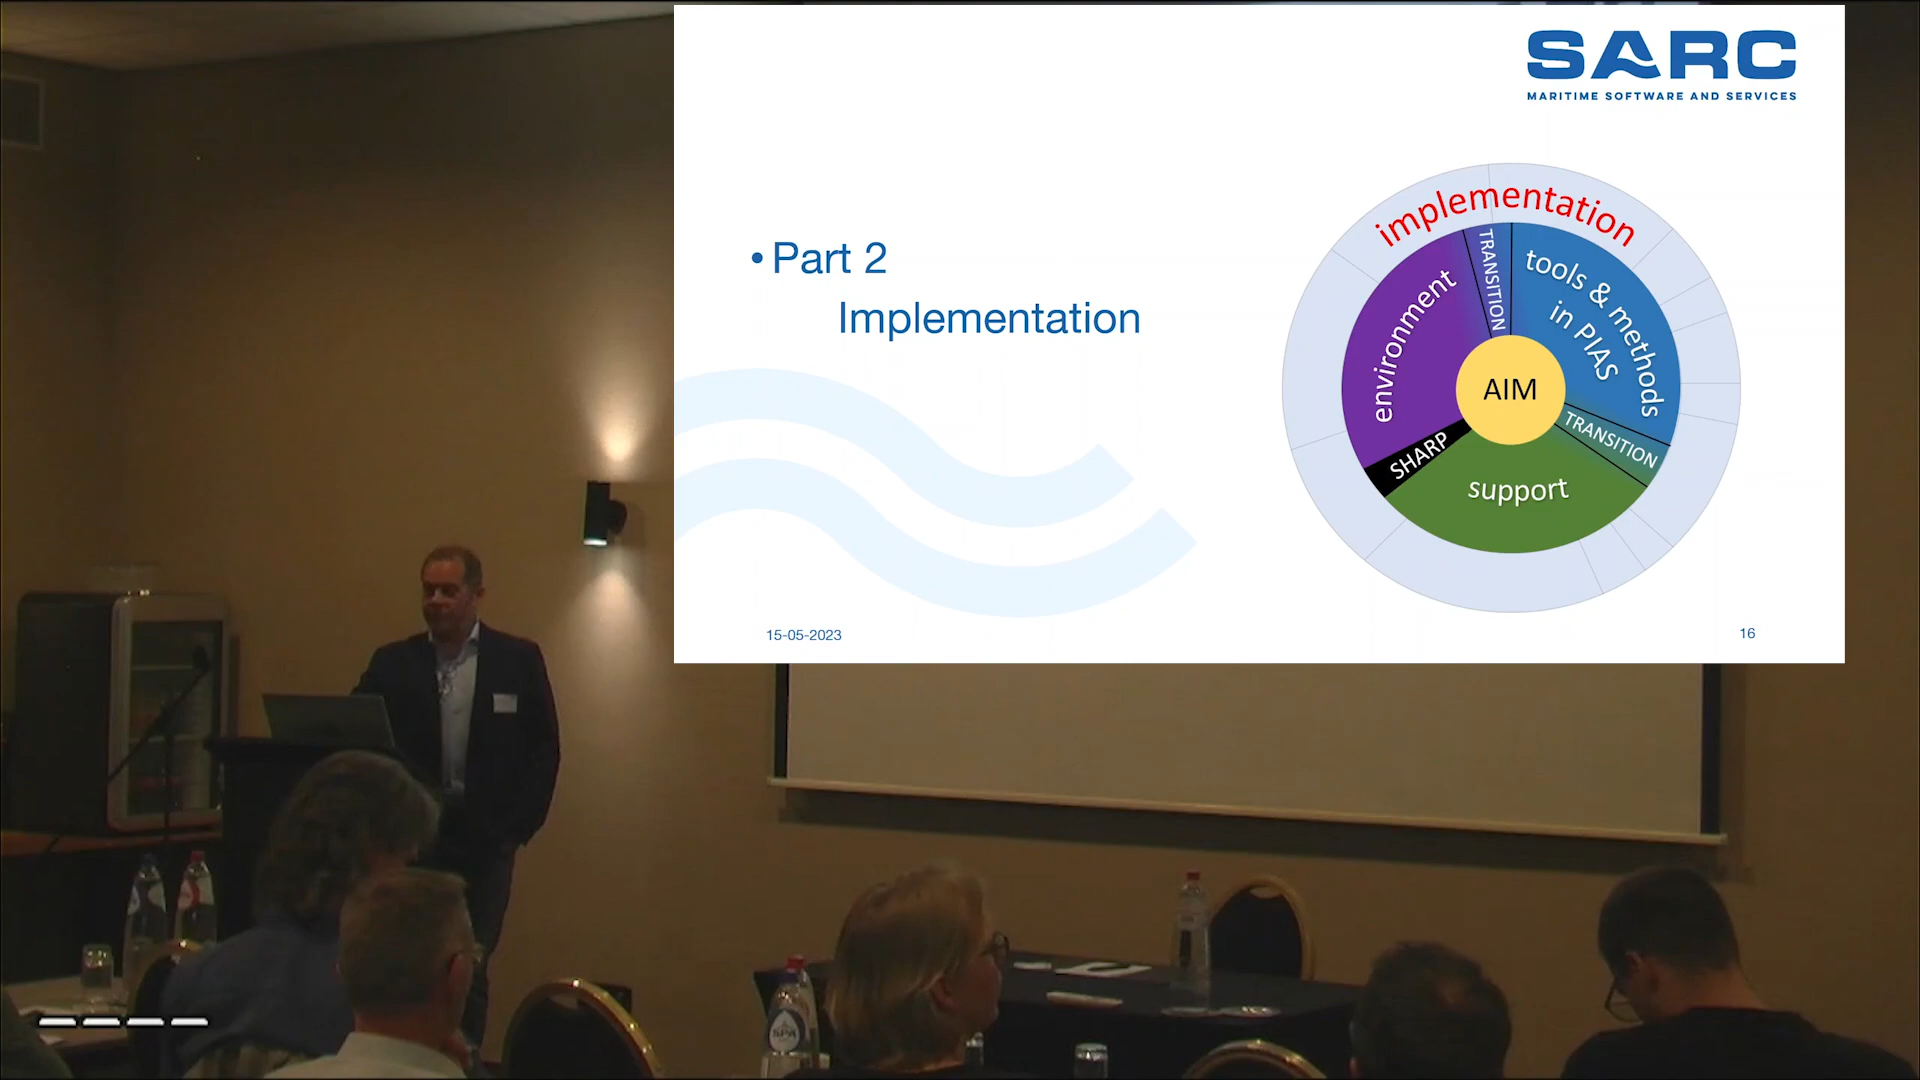 SARC
MARITIME SOFTWARE AND SERVICES
• Part 2
Implementation
implementation
TRANSITION
tools & methods
in PIAS
environment
AIM
TRANSITION
SHARP
support
15-05-2023
16
SPA